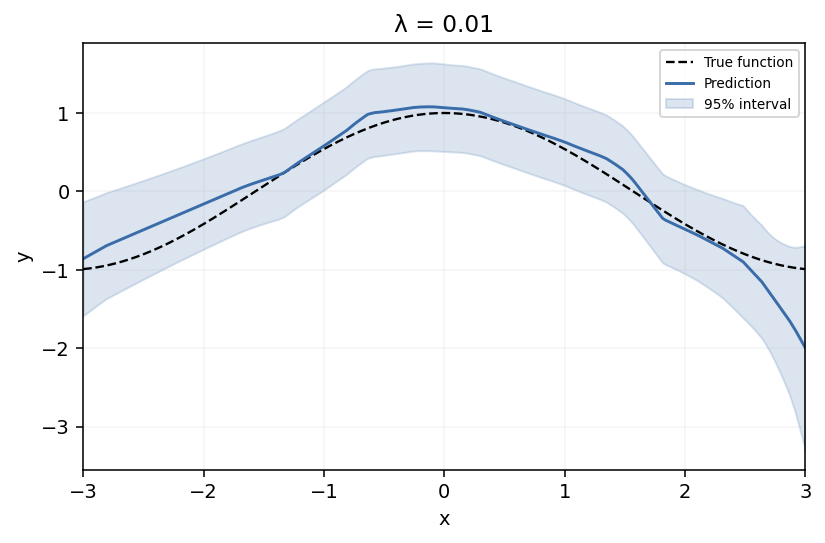 λ = 0.01
True function
Prediction
95% interval
y
1
0
−1
−2
−3
−3 −2 −1 0 1 2 3
x